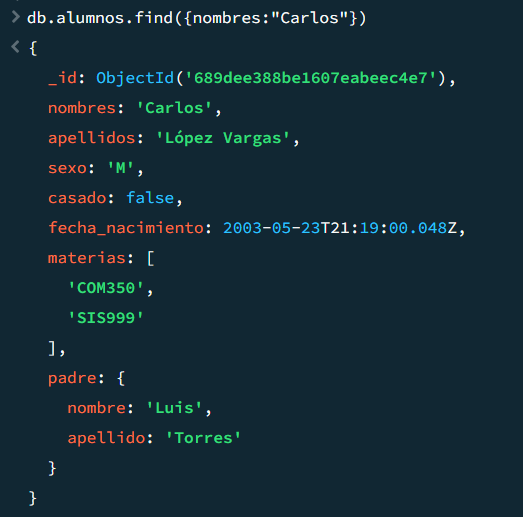 > db.alumnos.find({nombres:"Carlos"})
< {
_id: ObjectId('689dee388be1607eabeec4e7'),
nombres: 'Carlos',
apellidos: 'López Vargas',
sexo: 'M',
casado: false,
fecha_nacimiento: 2003-05-23T21:19:00.048Z,
materias: [
'COM350',
'SIS999'
],
padre: {
nombre: 'Luis',
apellido: 'Torres'
}
}